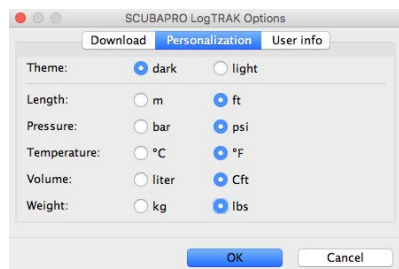 SCUBAPRO LogTRAK Options
Download Personalization User info
Theme: dark light
Length: m ft
Pressure: bar psi
Temperature: °C °F
Volume: liter Cft
Weight: kg lbs
OK Cancel